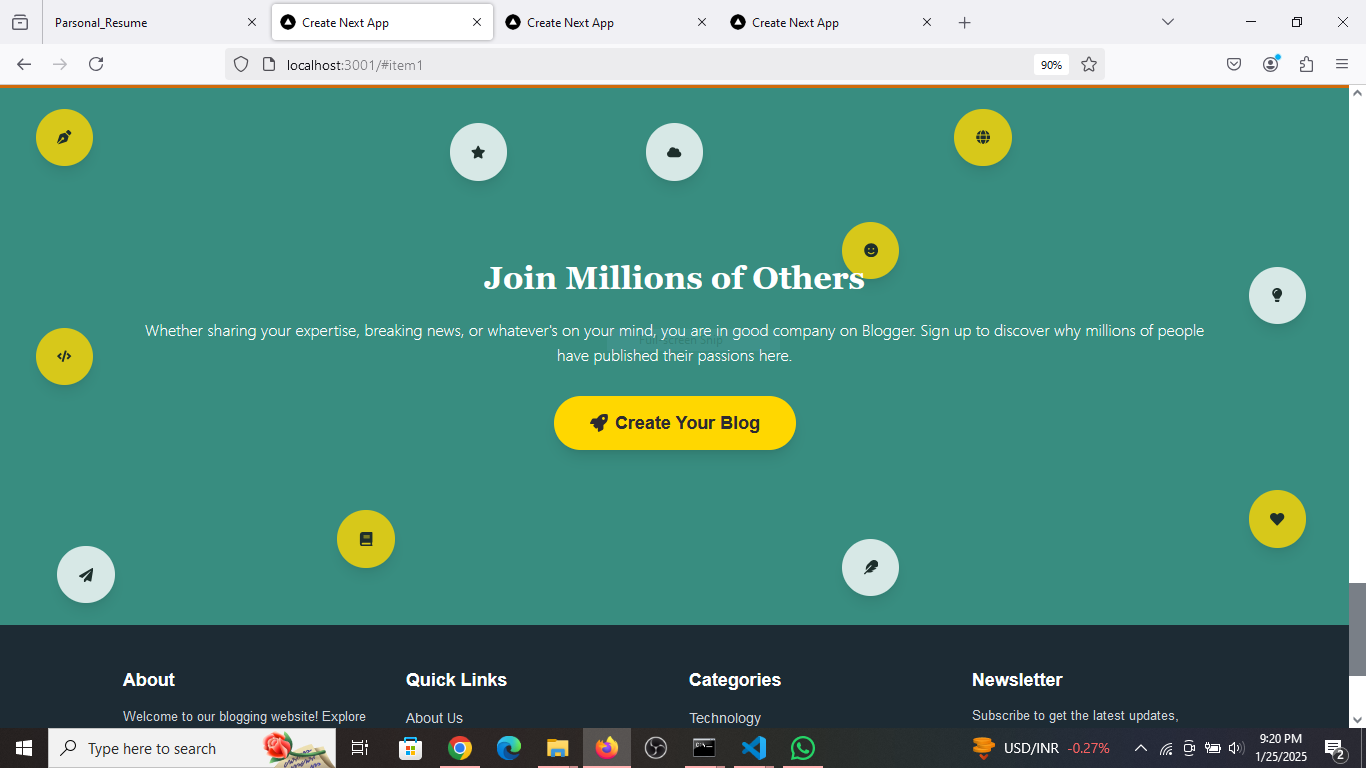 Parsonal_Resume
Create Next App
Create Next App
Create Next App
localhost:3001/#item1
90%
Join Millions of Others
Whether sharing your expertise, breaking news, or whatever's on your mind, you are in good company on Blogger. Sign up to discover why millions of people
have published their passions here.
Full-screen Snip
Create Your Blog
About
Quick Links
Categories
Newsletter
Welcome to our blogging website! Explore
About Us
Technology
Subscribe to get the latest updates,
Type here to search
USD/INR -0.27%
9:20 PM
1/25/2025
2